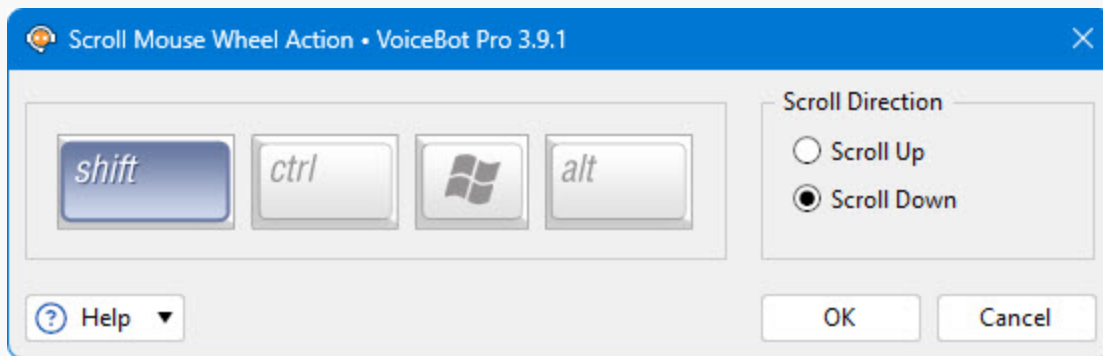 Scroll Mouse Wheel Action • VoiceBot Pro 3.9.1
shift
ctrl
alt
Scroll Direction
Scroll Up
Scroll Down
? Help
OK
Cancel